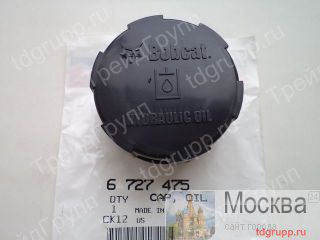 Bobcat.
HYDRAULIC OIL
6 727 475
QTY CAP, OIL
1 MADE IN
CK12 US
Москва
tdgrupp.ru